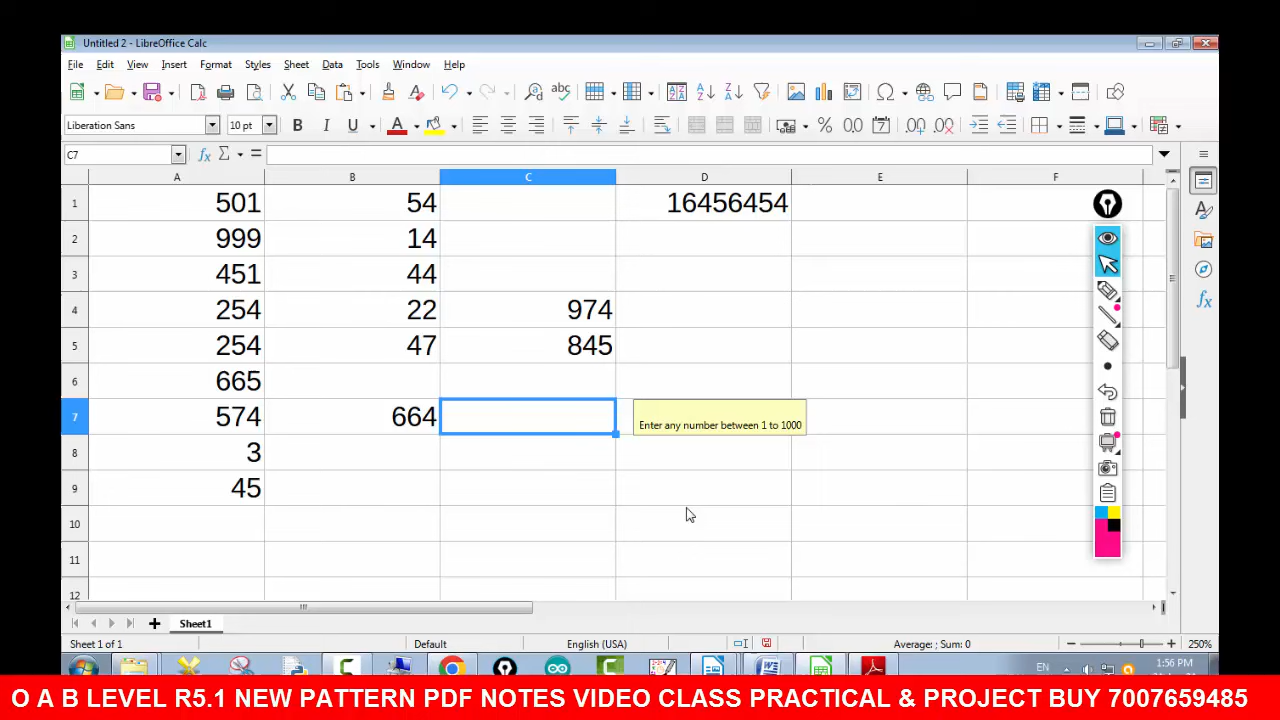 Untitled 2 - LibreOffice Calc
File Edit View Insert Format Styles Sheet Data Tools Window Help
Liberation Sans 10 pt
C7
A B C D E F
1 501 54 16456454
2 999 14
3 451 44
4 254 22 974
5 254 47 845
6 665
7 574 664 Enter any number between 1 to 1000
8 3
9 45
10
11
12
Sheet1
Sheet 1 of 1 Default English (USA) Average: ; Sum: 0 250%
EN 1:56 PM
O A B LEVEL R5.1 NEW PATTERN PDF NOTES VIDEO CLASS PRACTICAL & PROJECT BUY 7007659485